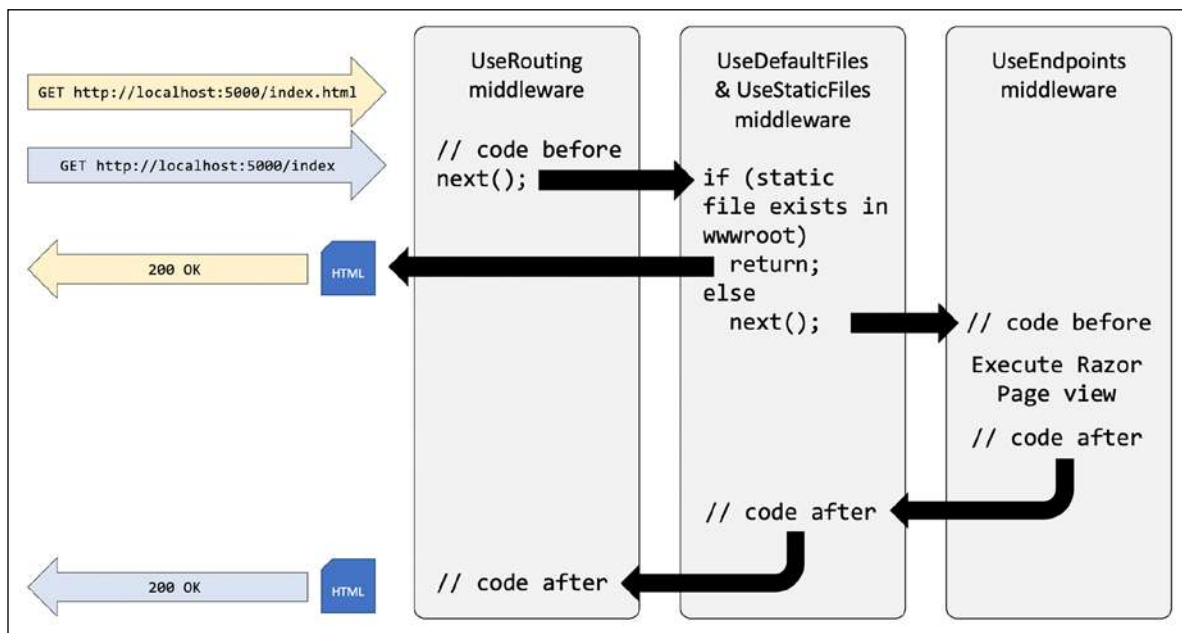 GET http://localhost:5000/index.html
GET http://localhost:5000/index
200 OK
HTML
200 OK
HTML
UseRouting
middleware
// code before
next();
// code after
UseDefaultFiles
& UseStaticFiles
middleware
if (static
file exists in
wwwroot)
return;
else
next();
// code after
UseEndpoints
middleware
// code before
Execute Razor
Page view
// code after